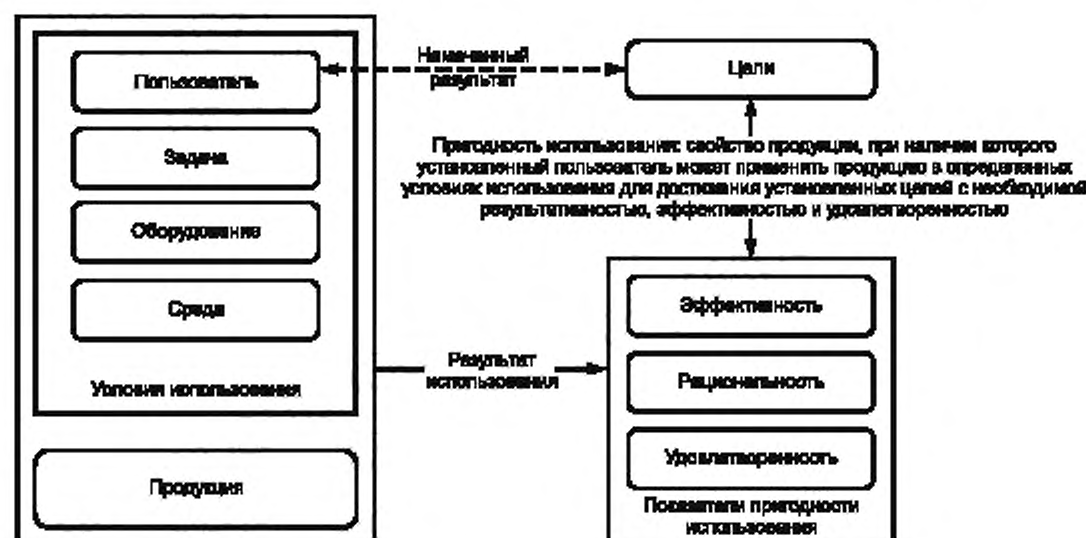 Пользователь
Задача
Оборудование
Среда
Условия использования
Продукция
Намеченный
результат
Цели
Пригодность использования: свойство продукции, при наличии которого
установленный пользователь может применить продукцию в определенных
условиях использования для достижения установленных целей с необходимой
результативностью, эффективностью и удовлетворенностью
Результат
использования
Эффективность
Рациональность
Удовлетворенность
Показатели пригодности
использования